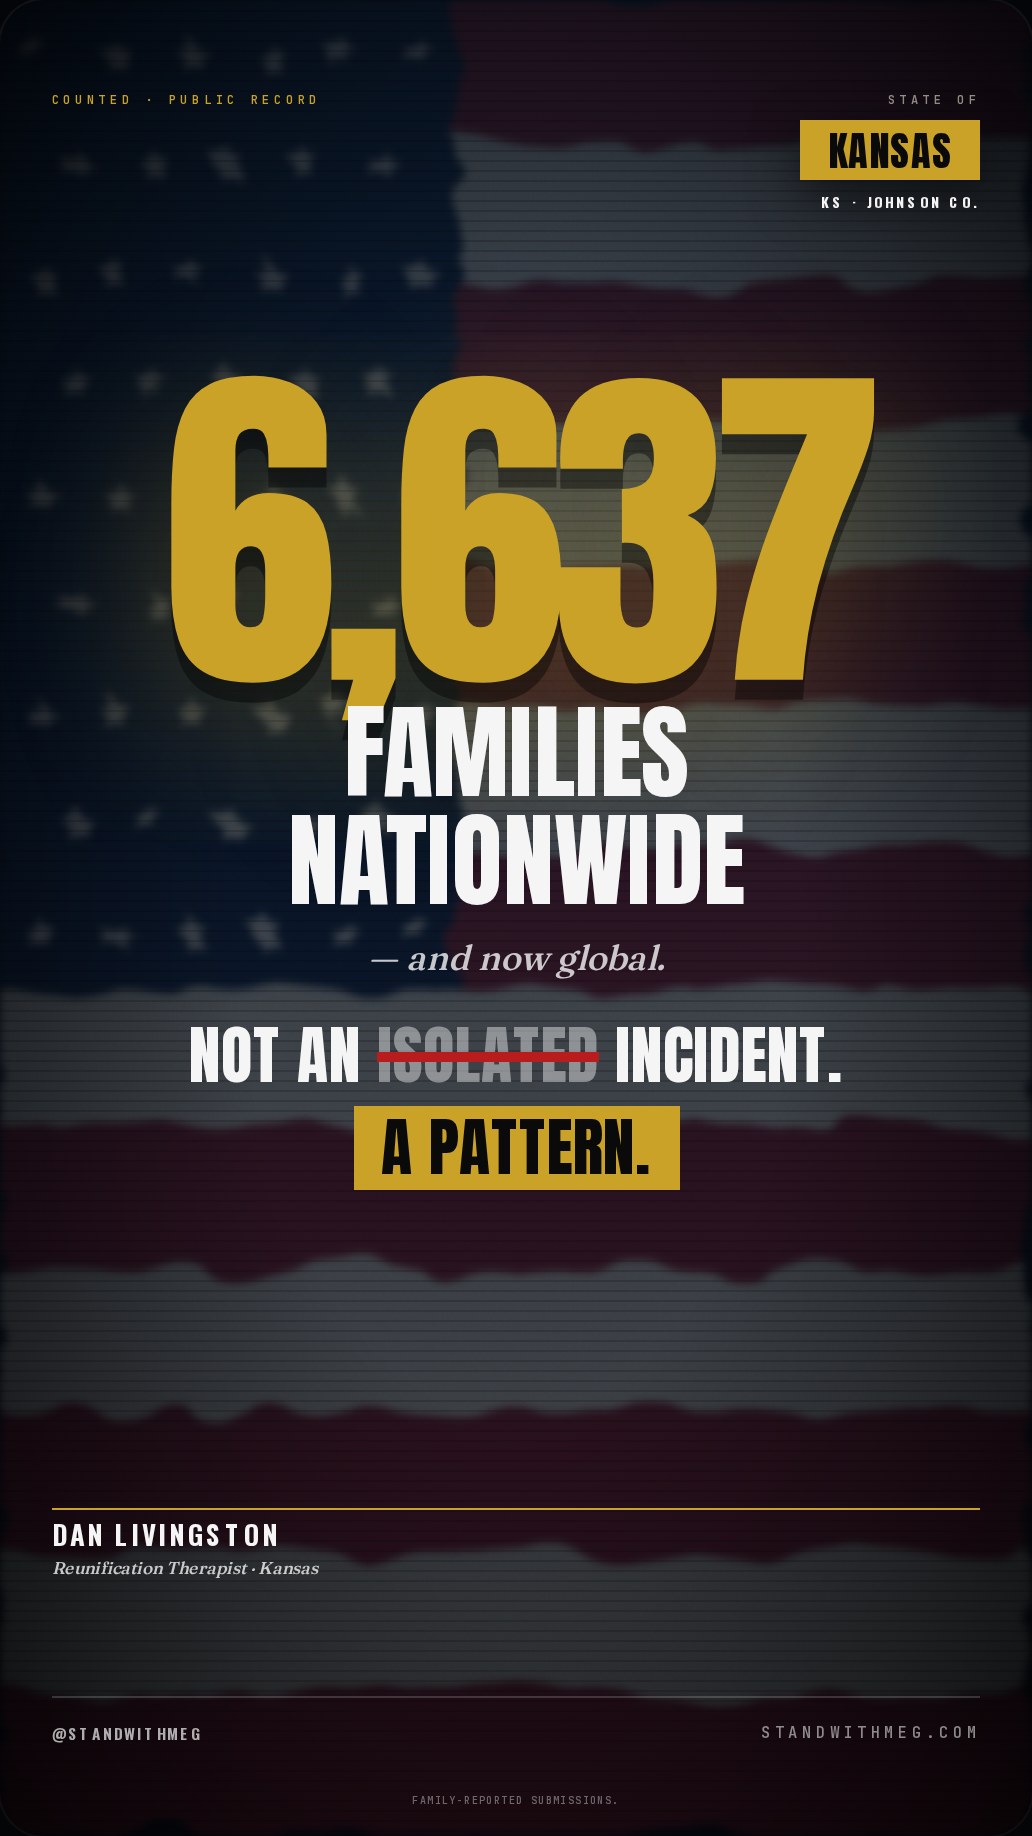 COUNTED · PUBLIC RECORD
STATE OF
KANSAS
KS · JOHNSON CO.
6,637
FAMILIES
NATIONWIDE
— and now global.
NOT AN ISOLATED INCIDENT.
A PATTERN.
DAN LIVINGSTON
Reunification Therapist · Kansas
@STANDWITHMEG
STANDWITHMEG.COM
FAMILY-REPORTED SUBMISSIONS.